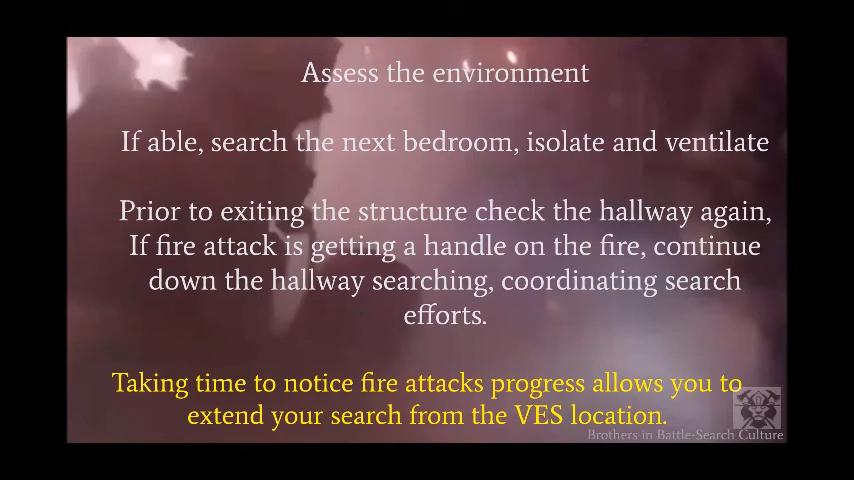 Assess the environment
If able, search the next bedroom, isolate and ventilate
Prior to exiting the structure check the hallway again,
If fire attack is getting a handle on the fire, continue
down the hallway searching, coordinating search
efforts.
Taking time to notice fire attacks progress allows you to
extend your search from the VES location.
Brothers in Battle-Search Culture